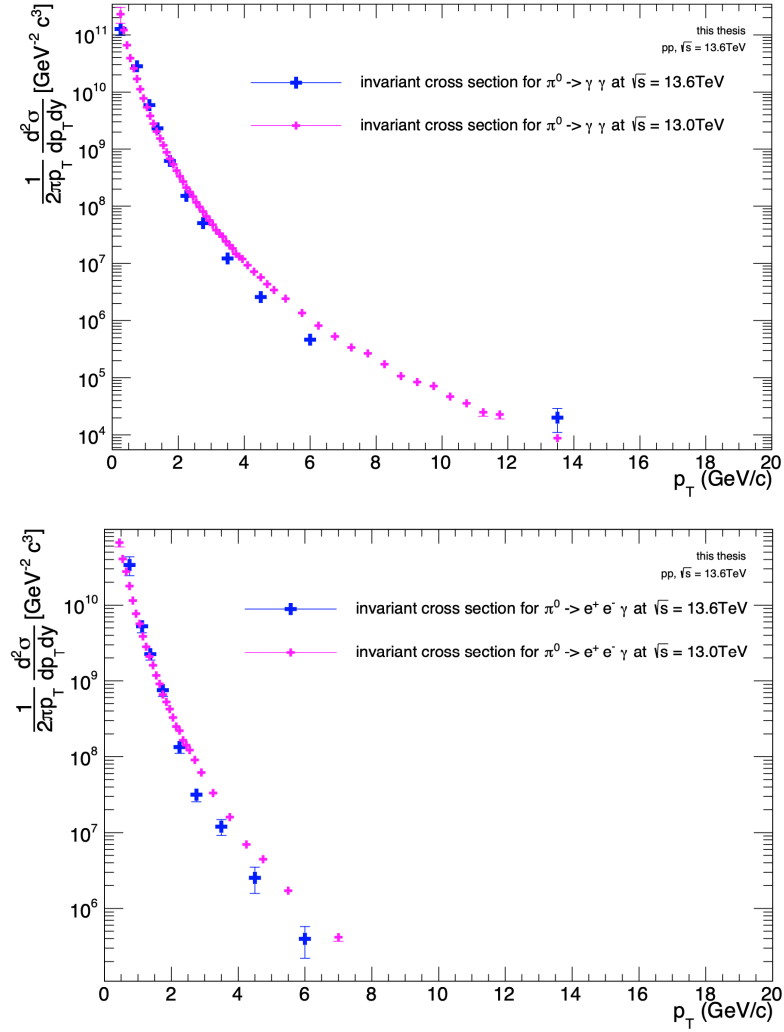 10¹¹
10¹⁰
10⁹
10⁸
10⁷
10⁶
10⁵
10⁴
1/2πp_T d²σ/dp_Tdy [GeV⁻² c³]
this thesis
pp, √s = 13.6TeV
invariant cross section for π⁰ -> γ γ at √s = 13.6TeV
invariant cross section for π⁰ -> γ γ at √s = 13.0TeV
0 2 4 6 8 10 12 14 16 18 20
p_T (GeV/c)
10¹⁰
10⁹
10⁸
10⁷
10⁶
1/2πp_T d²σ/dp_Tdy [GeV⁻² c³]
this thesis
pp, √s = 13.6TeV
invariant cross section for π⁰ -> e⁺ e⁻ γ at √s = 13.6TeV
invariant cross section for π⁰ -> e⁺ e⁻ γ at √s = 13.0TeV
0 2 4 6 8 10 12 14 16 18 20
p_T (GeV/c)